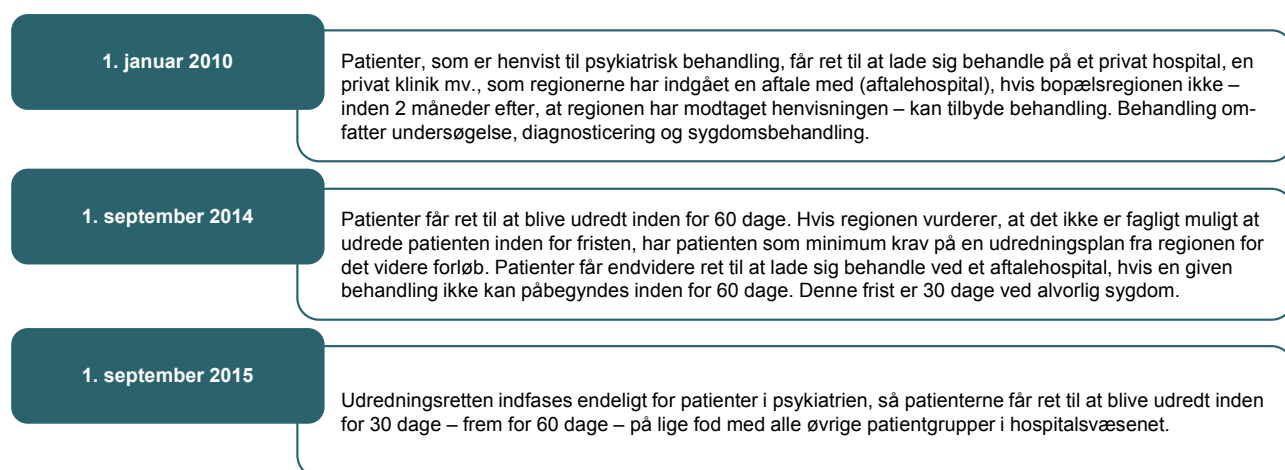 1. januar 2010
Patienter, som er henvist til psykiatrisk behandling, får ret til at lade sig behandle på et privat hospital, en
privat klinik mv., som regionerne har indgået en aftale med (aftalehospital), hvis bopælsregionen ikke –
inden 2 måneder efter, at regionen har modtaget henvisningen – kan tilbyde behandling. Behandling om-
fatter undersøgelse, diagnosticering og sygdomsbehandling.
1. september 2014
Patienter får ret til at blive udredt inden for 60 dage. Hvis regionen vurderer, at det ikke er fagligt muligt at
udrede patienten inden for fristen, har patienten som minimum krav på en udredningsplan fra regionen for
det videre forløb. Patienter får endvidere ret til at lade sig behandle ved et aftalehospital, hvis en given
behandling ikke kan påbegyndes inden for 60 dage. Denne frist er 30 dage ved alvorlig sygdom.
1. september 2015
Udredningsretten indfases endeligt for patienter i psykiatrien, så patienterne får ret til at blive udredt inden
for 30 dage – frem for 60 dage – på lige fod med alle øvrige patientgrupper i hospitalsvæsenet.